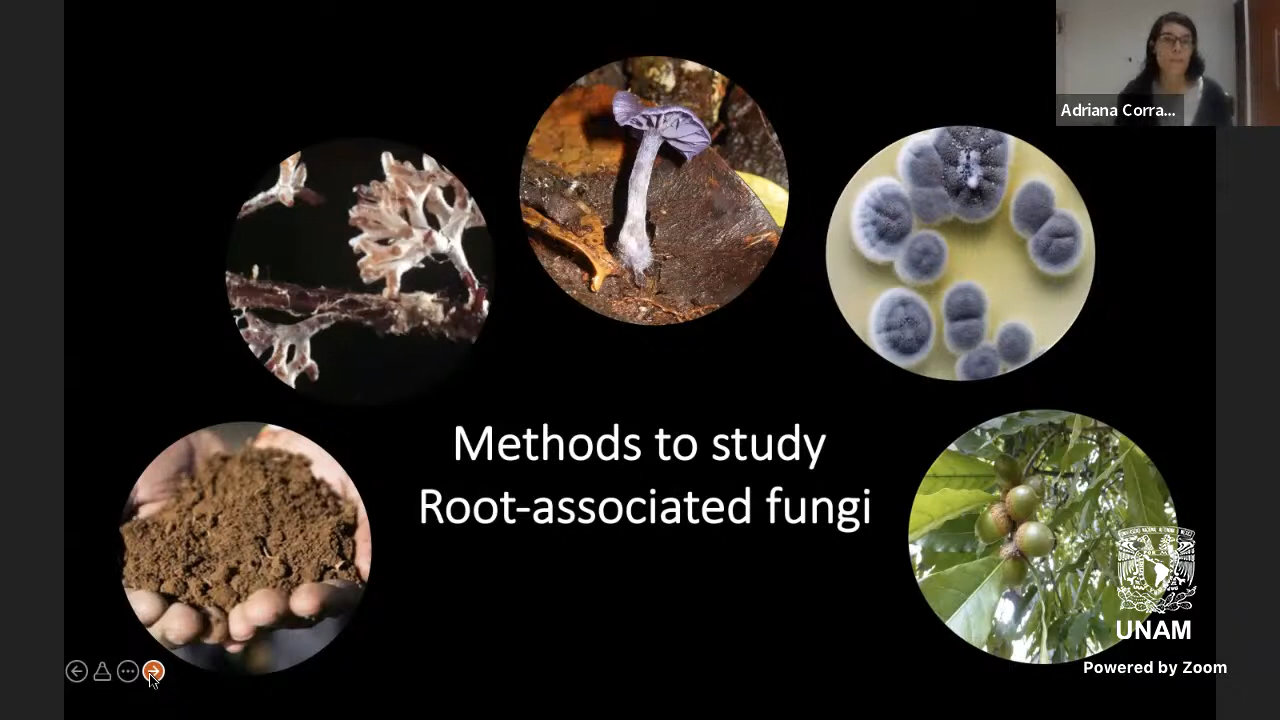 Adriana Corra...
Methods to study
Root-associated fungi
UNAM
Powered by Zoom